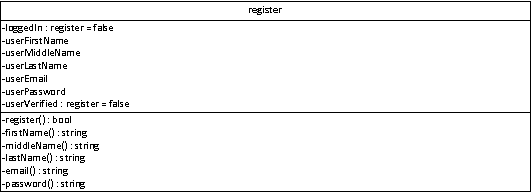 register
-loggedIn : register = false
-userFirstName
-userMiddleName
-userLastName
-userEmail
-userPassword
-userVerified : register = false
-register() : bool
-firstName() : string
-middleName() : string
-lastName() : string
-email() : string
-password() : string